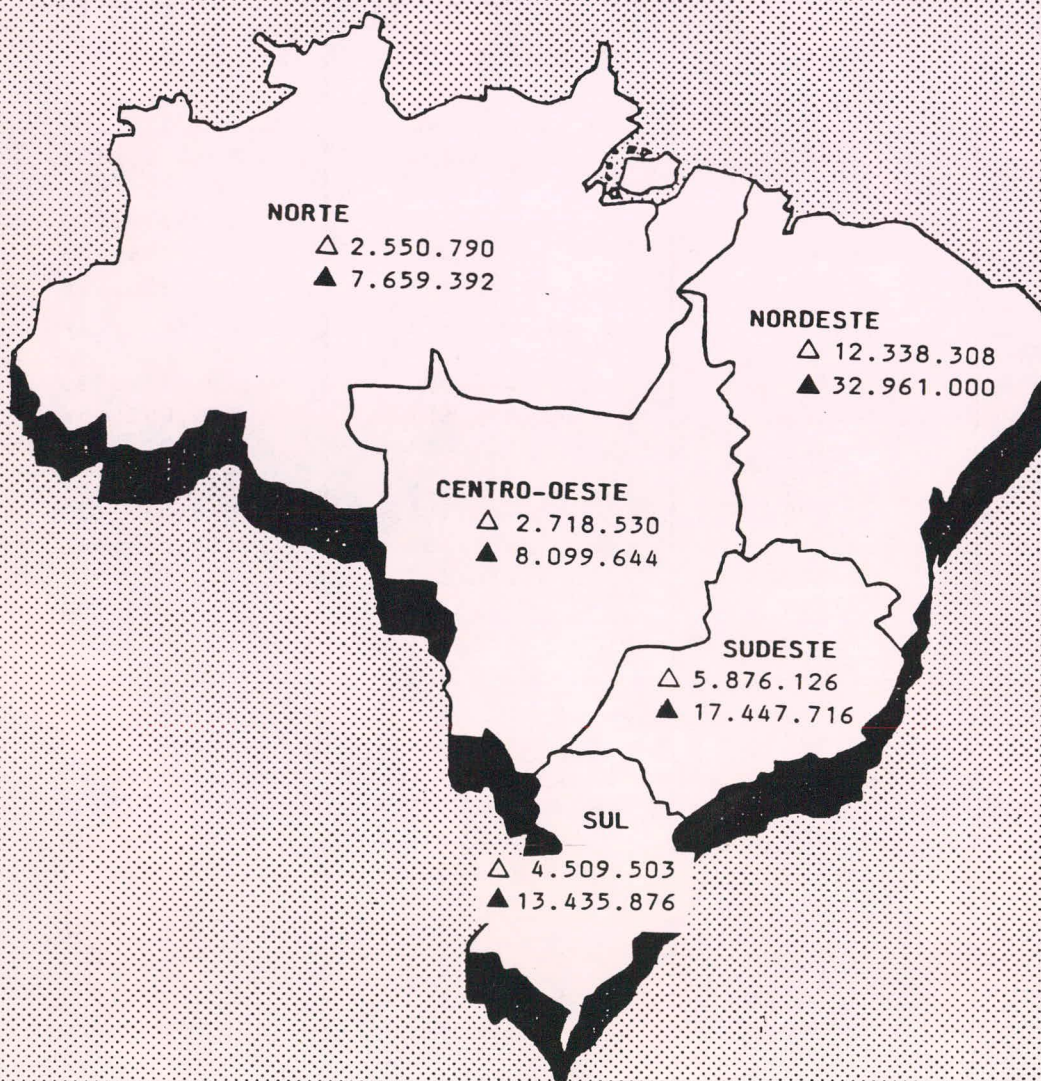 NORTE
△ 2.550.790
▲ 7.659.392
NORDESTE
△ 12.338.308
▲ 32.961.000
CENTRO-OESTE
△ 2.718.530
▲ 8.099.644
SUDESTE
△ 5.876.126
▲ 17.447.716
SUL
△ 4.509.503
▲ 13.435.876